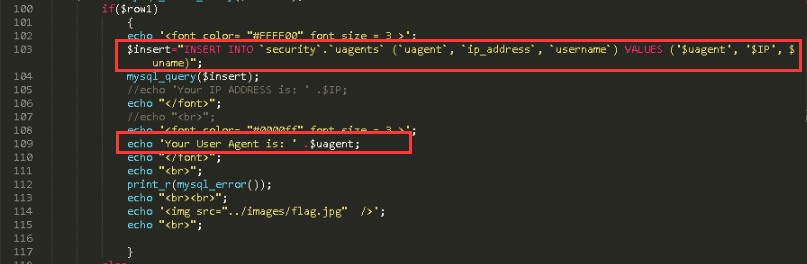 100 if($row1)
101 {
102 echo '<font color= "#FFFF00" font size = 3 >';
103 $insert="INSERT INTO `security`.`uagents` (`uagent`, `ip_address`, `username`) VALUES ('$uagent', '$IP', $
uname)";
104 mysql_query($insert);
105 //echo 'Your IP ADDRESS is: ' .$IP;
106 echo "</font>";
107 //echo "<br>";
108 echo '<font color= "#0000ff" font size = 3 >';
109 echo 'Your User Agent is: ' .$uagent;
110 echo "</font>";
111 echo "<br>";
112 print_r(mysql_error());
113 echo "<br><br>";
114 echo '<img src="../images/flag.jpg"  />';
115 echo "<br>";
116
117 }